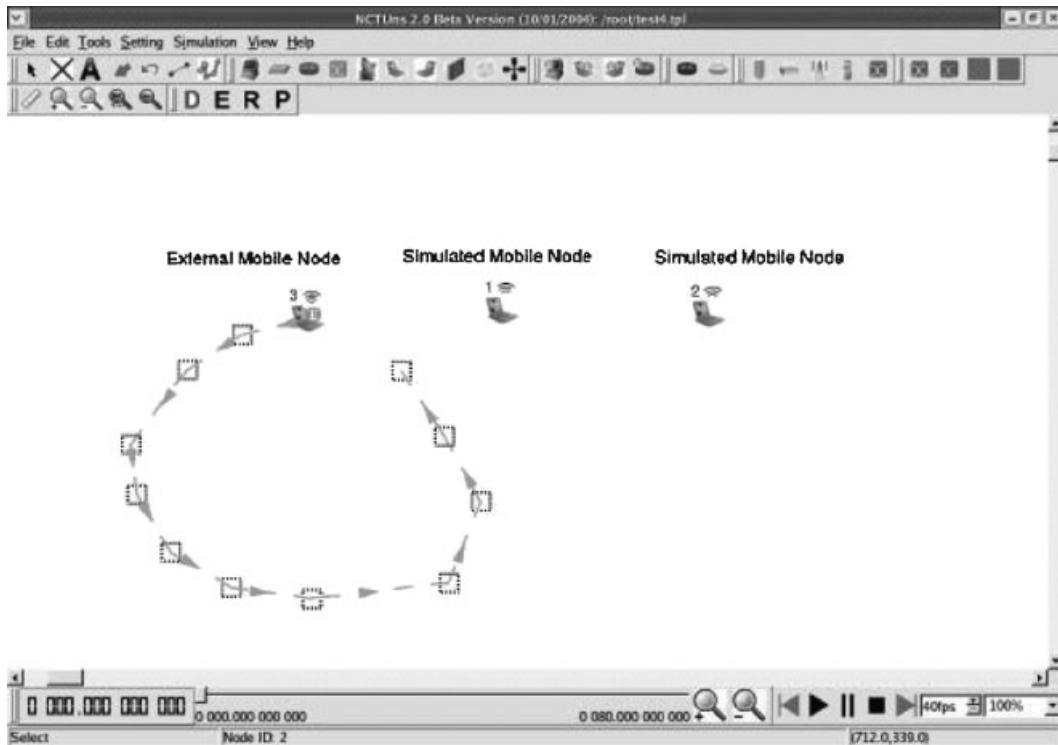 NCTUns 2.0 Beta Version (10/01/2004): /root/test4.tpl
File Edit Tools Setting Simulation View Help
D E R P
External Mobile Node Simulated Mobile Node Simulated Mobile Node
3 1 2
0 000.000 000 000 0 000.000 000 000 0 080.000 000 000 40fps 100%
Select Node ID: 2 (712.0,339.0)